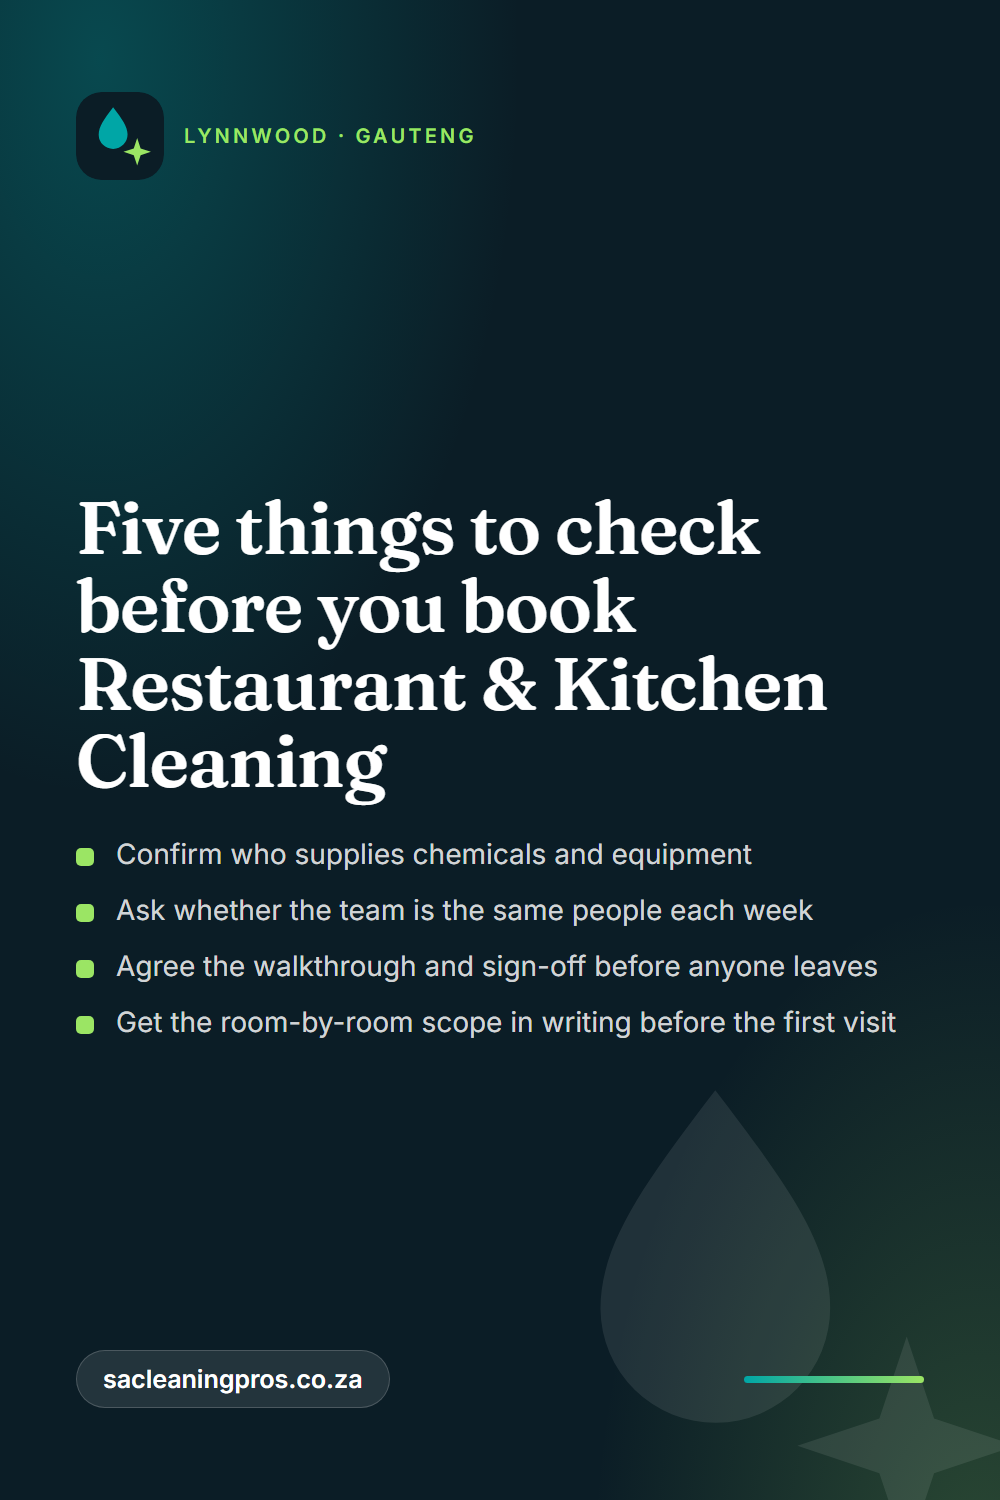 LYNNWOOD · GAUTENG
Five things to check
before you book
Restaurant & Kitchen
Cleaning
Confirm who supplies chemicals and equipment
Ask whether the team is the same people each week
Agree the walkthrough and sign-off before anyone leaves
Get the room-by-room scope in writing before the first visit
sacleaningpros.co.za